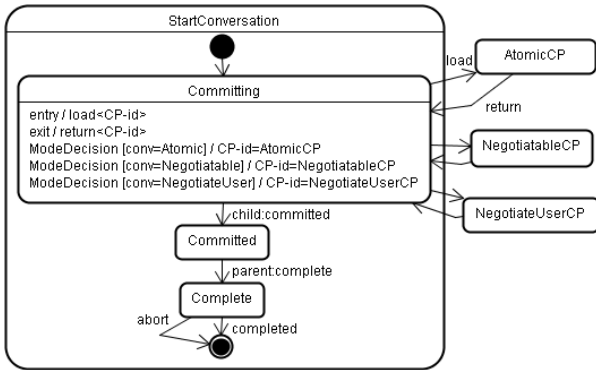 StartConversation
load
AtomicCP
Committing
return
entry / load<CP-id>
exit / return<CP-id>
ModeDecision [conv=Atomic] / CP-id=AtomicCP
ModeDecision [conv=Negotiatable] / CP-id=NegotiatableCP
ModeDecision [conv=NegotiateUser] / CP-id=NegotiateUserCP
NegotiatableCP
NegotiateUserCP
child:committed
Committed
parent:complete
Complete
abort
completed